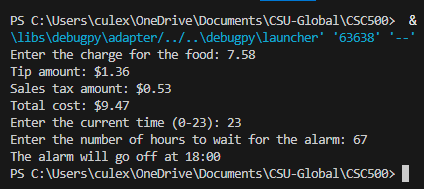 PS C:\Users\culex\OneDrive\Documents\CSU-Global\CSC500>  &
\libs\debugpy\adapter/../..\debugpy\launcher' '63638' '--'
Enter the charge for the food: 7.58
Tip amount: $1.36
Sales tax amount: $0.53
Total cost: $9.47
Enter the current time (0-23): 23
Enter the number of hours to wait for the alarm: 67
The alarm will go off at 18:00
PS C:\Users\culex\OneDrive\Documents\CSU-Global\CSC500>